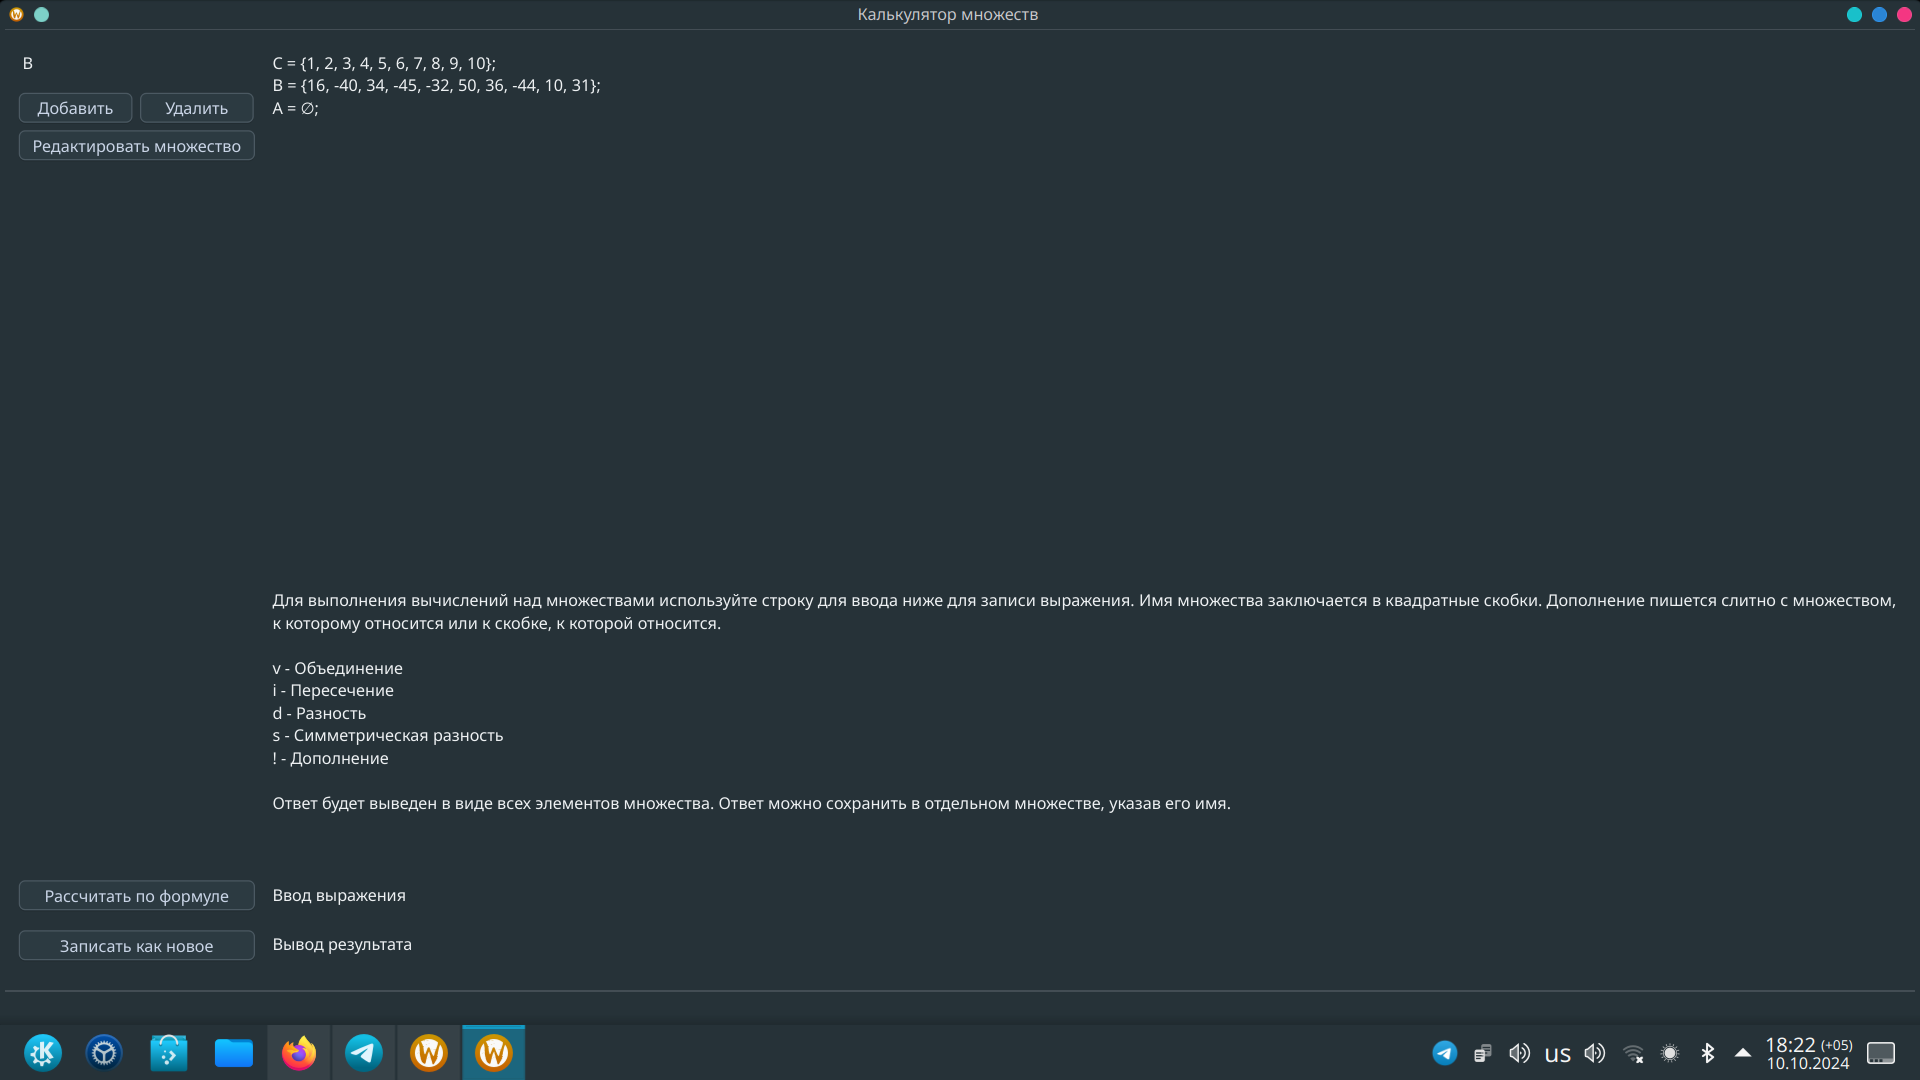 Калькулятор множеств
B
Добавить
Удалить
Редактировать множество
C = {1, 2, 3, 4, 5, 6, 7, 8, 9, 10};
B = {16, -40, 34, -45, -32, 50, 36, -44, 10, 31};
A = ∅;
Для выполнения вычислений над множествами используйте строку для ввода ниже для записи выражения. Имя множества заключается в квадратные скобки. Дополнение пишется слитно с множеством,
к которому относится или к скобке, к которой относится.
v - Объединение
i - Пересечение
d - Разность
s - Симметрическая разность
! - Дополнение
Ответ будет выведен в виде всех элементов множества. Ответ можно сохранить в отдельном множестве, указав его имя.
Рассчитать по формуле
Ввод выражения
Записать как новое
Вывод результата
us
18:22 (+05)
10.10.2024